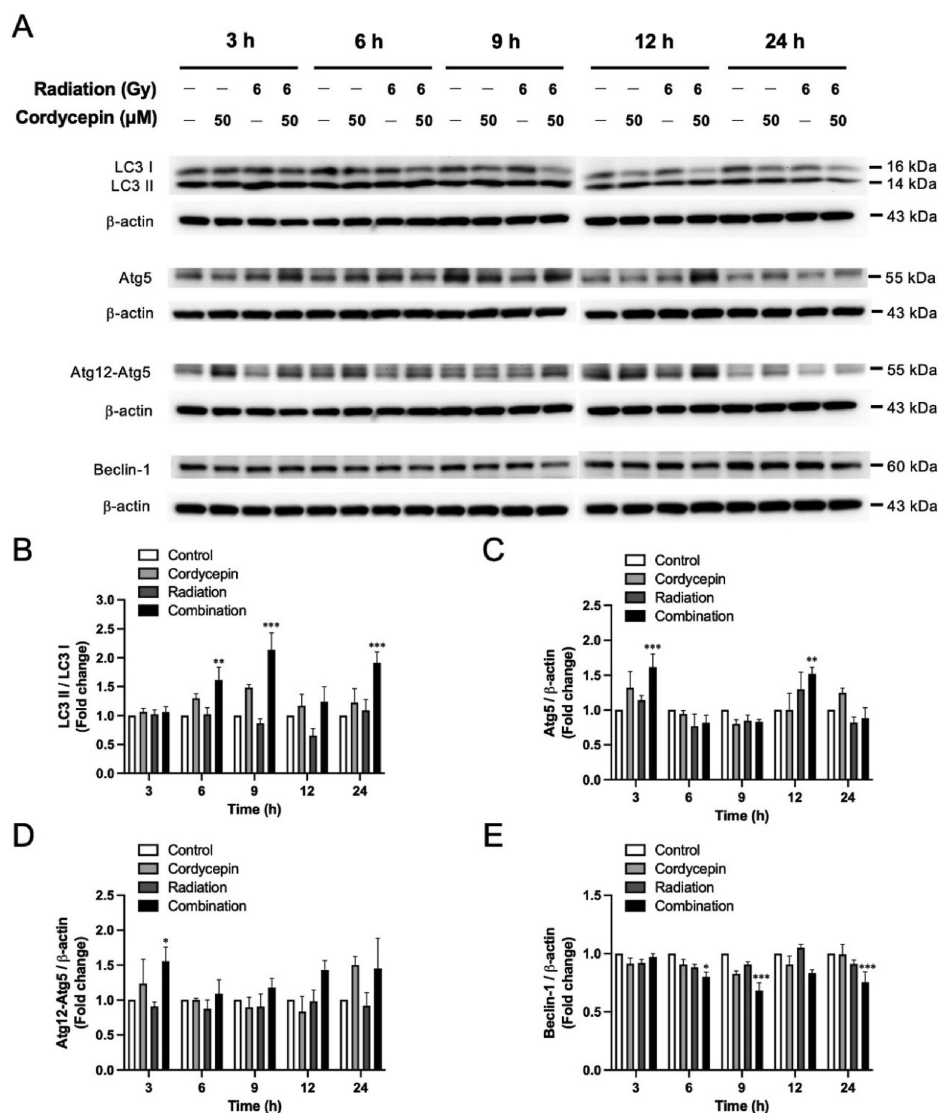 A
3 h 6 h 9 h 12 h 24 h
Radiation (Gy) – – 6 6 – – 6 6 – – 6 6 – – 6 6 – – 6 6
Cordycepin (µM) – 50 – 50 – 50 – 50 – 50 – 50 – 50 – 50 – 50 – 50
LC3 I 16 kDa
LC3 II 14 kDa
β-actin 43 kDa
Atg5 55 kDa
β-actin 43 kDa
Atg12-Atg5 55 kDa
β-actin 43 kDa
Beclin-1 60 kDa
β-actin 43 kDa
B
Control
Cordycepin
Radiation
Combination
LC3 II / LC3 I
(Fold change)
3.0
2.5
2.0
1.5
1.0
0.5
0.0
** *** ***
3 6 9 12 24
Time (h)
C
Control
Cordycepin
Radiation
Combination
Atg5 / β-actin
(Fold change)
2.5
2.0
1.5
1.0
0.5
0.0
*** **
3 6 9 12 24
Time (h)
D
Control
Cordycepin
Radiation
Combination
Atg12-Atg5 / β-actin
(Fold change)
2.5
2.0
1.5
1.0
0.5
0.0
*
3 6 9 12 24
Time (h)
E
Control
Cordycepin
Radiation
Combination
Beclin-1 / β-actin
(Fold change)
1.5
1.0
0.5
0.0
* *** ***
3 6 9 12 24
Time (h)